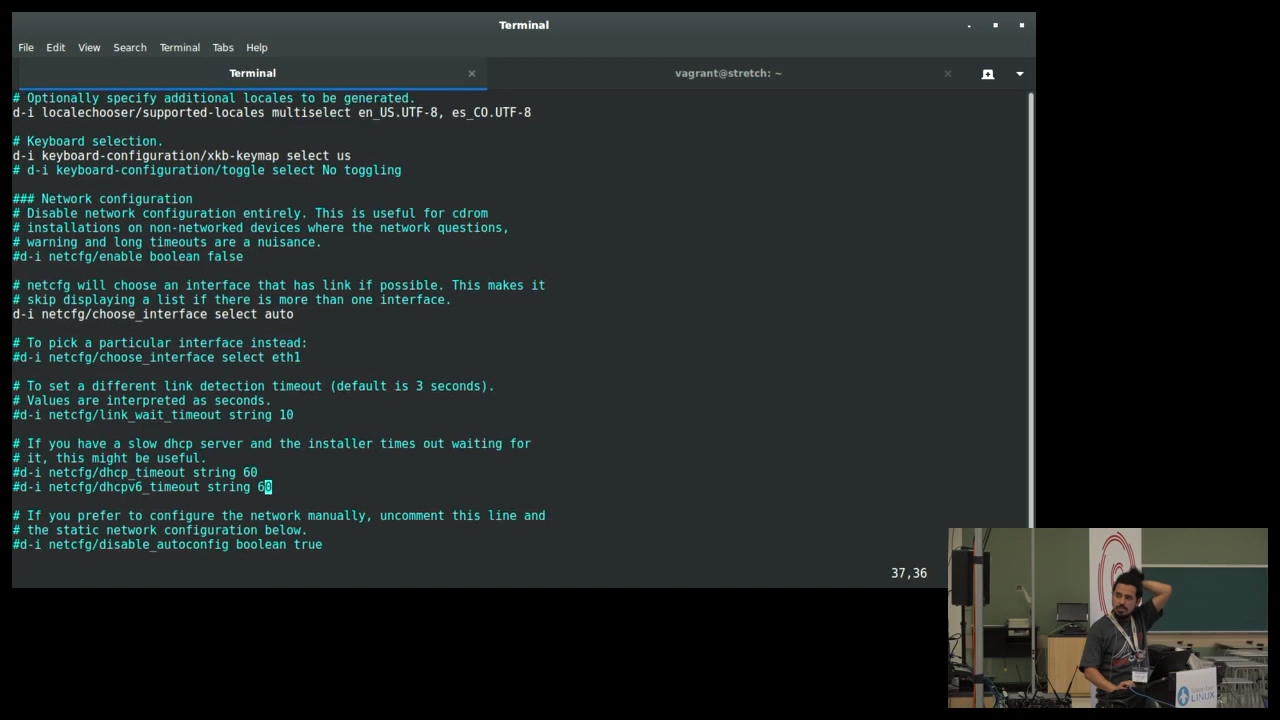 Terminal
File Edit View Search Terminal Tabs Help
Terminal
vagrant@stretch: ~
# Optionally specify additional locales to be generated.
d-i localechooser/supported-locales multiselect en_US.UTF-8, es_CO.UTF-8
# Keyboard selection.
d-i keyboard-configuration/xkb-keymap select us
# d-i keyboard-configuration/toggle select No toggling
### Network configuration
# Disable network configuration entirely. This is useful for cdrom
# installations on non-networked devices where the network questions,
# warning and long timeouts are a nuisance.
#d-i netcfg/enable boolean false
# netcfg will choose an interface that has link if possible. This makes it
# skip displaying a list if there is more than one interface.
d-i netcfg/choose_interface select auto
# To pick a particular interface instead:
#d-i netcfg/choose_interface select eth1
# To set a different link detection timeout (default is 3 seconds).
# Values are interpreted as seconds.
#d-i netcfg/link_wait_timeout string 10
# If you have a slow dhcp server and the installer times out waiting for
# it, this might be useful.
#d-i netcfg/dhcp_timeout string 60
#d-i netcfg/dhcpv6_timeout string 60
# If you prefer to configure the network manually, uncomment this line and
# the static network configuration below.
#d-i netcfg/disable_autoconfig boolean true
37,36
LINUX